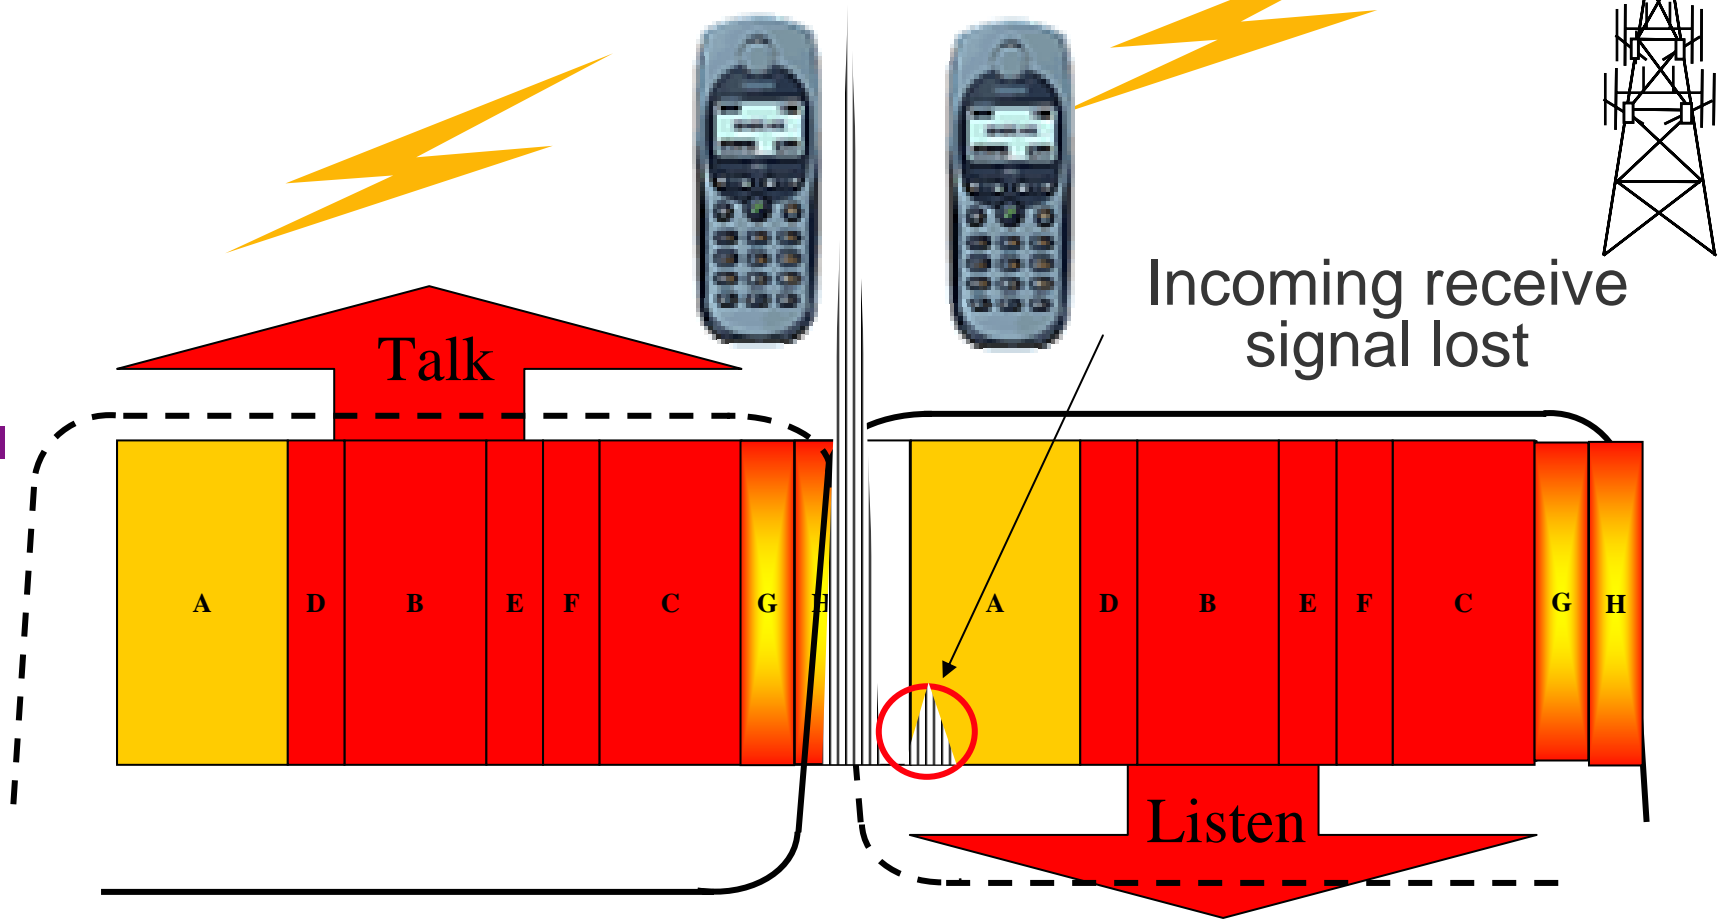 Incoming receive
signal lost
Talk
A D B E F C G H
A D B E F C G H
Listen